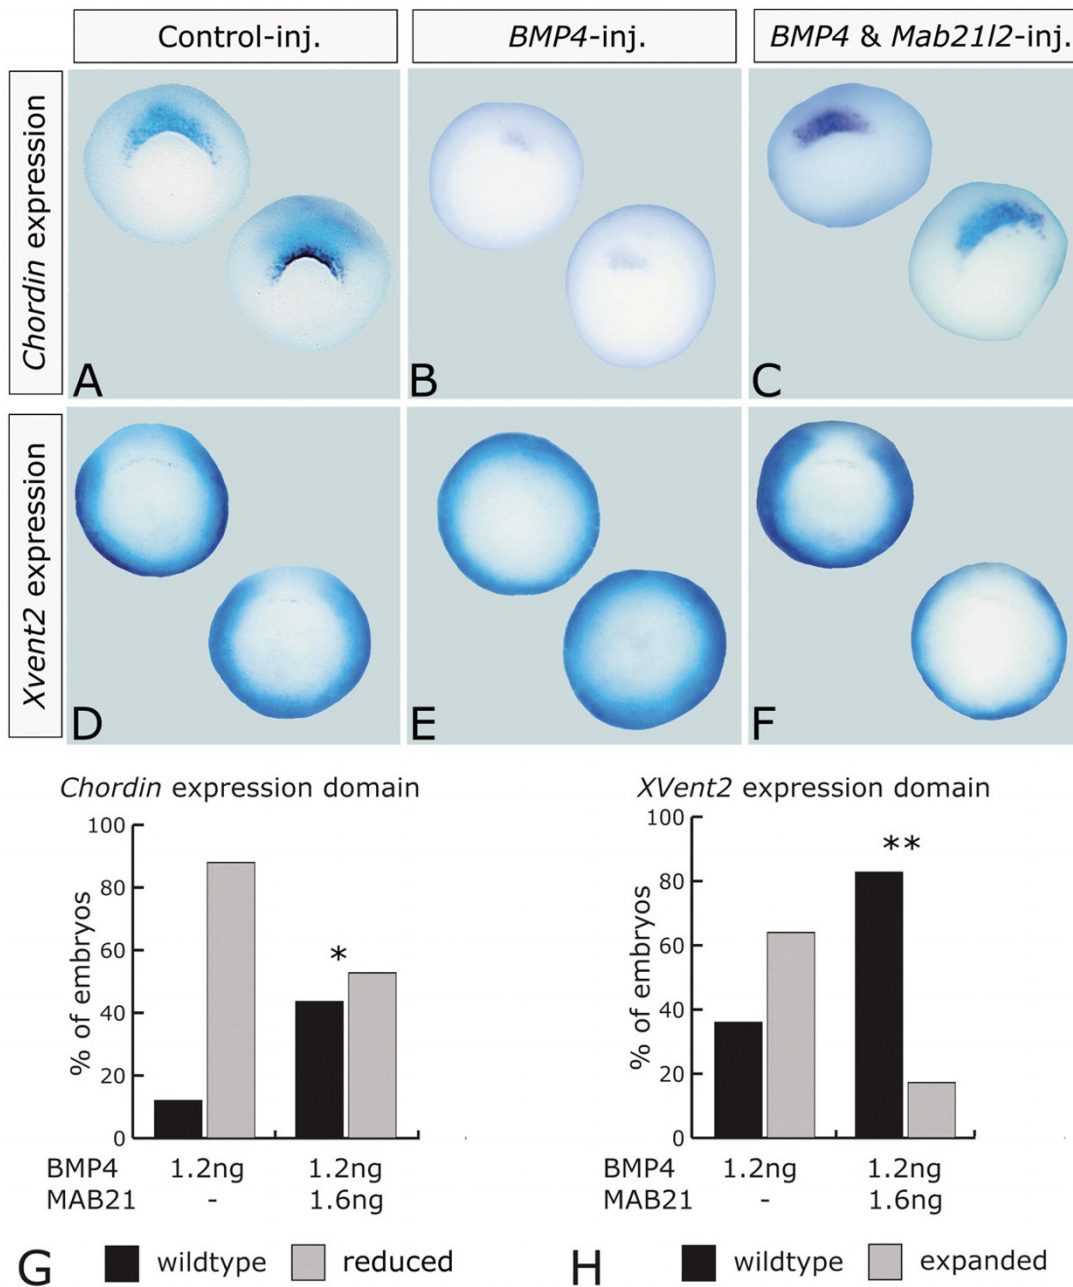 Control-inj.
BMP4-inj.
BMP4 & Mab21l2-inj.
Chordin expression
A
B
C
Xvent2 expression
D
E
F
Chordin expression domain
% of embryos
100
80
60
40
20
0
*
BMP4 1.2ng 1.2ng
MAB21 - 1.6ng
G wildtype reduced
XVent2 expression domain
% of embryos
100
80
60
40
20
0
**
BMP4 1.2ng 1.2ng
MAB21 - 1.6ng
H wildtype expanded